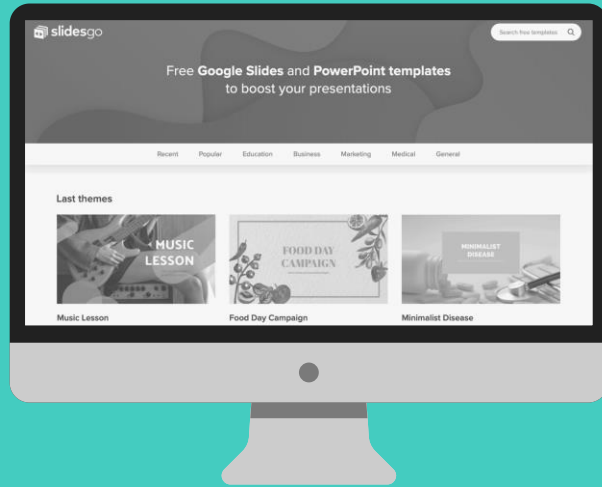 slidesgo
Search free templates
Free Google Slides and PowerPoint templates
to boost your presentations
Recent Popular Education Business Marketing Medical General
Last themes
MUSIC
LESSON
FOOD DAY
CAMPAIGN
MINIMALIST
DISEASE
Music Lesson
Food Day Campaign
Minimalist Disease